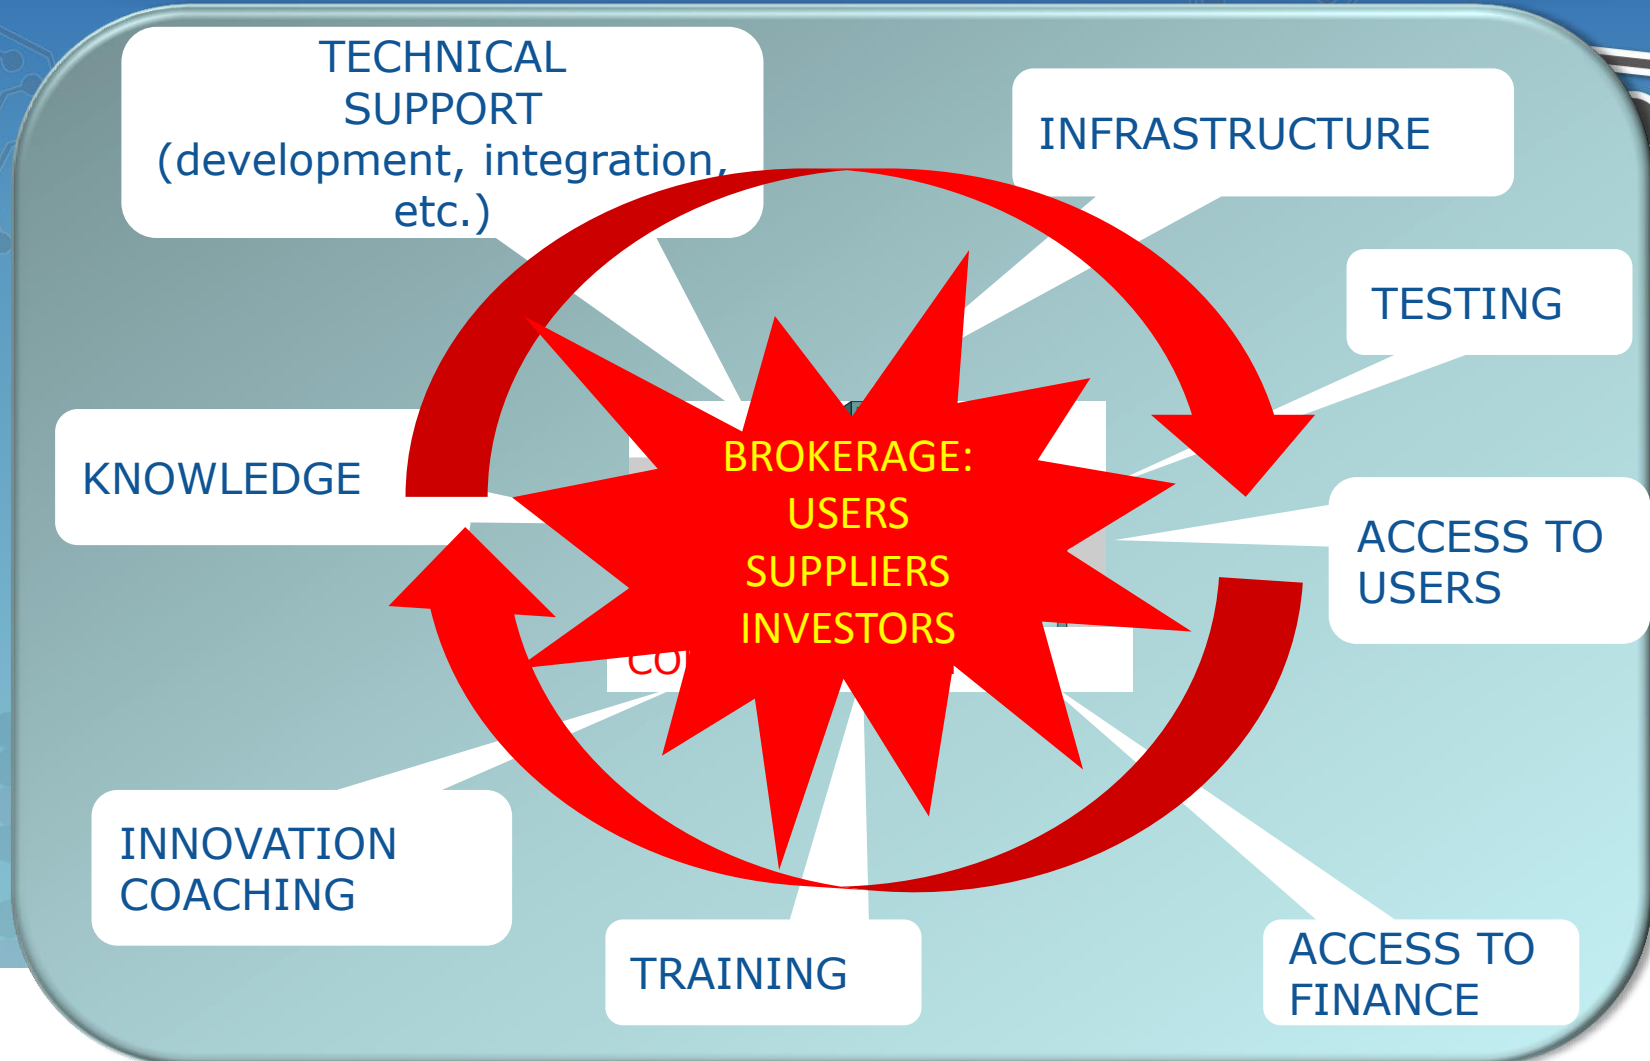 TECHNICAL
SUPPORT
(development, integration,
etc.)
INFRASTRUCTURE
TESTING
KNOWLEDGE
BROKERAGE:
USERS
SUPPLIERS
INVESTORS
ACCESS TO
USERS
INNOVATION
COACHING
TRAINING
ACCESS TO
FINANCE